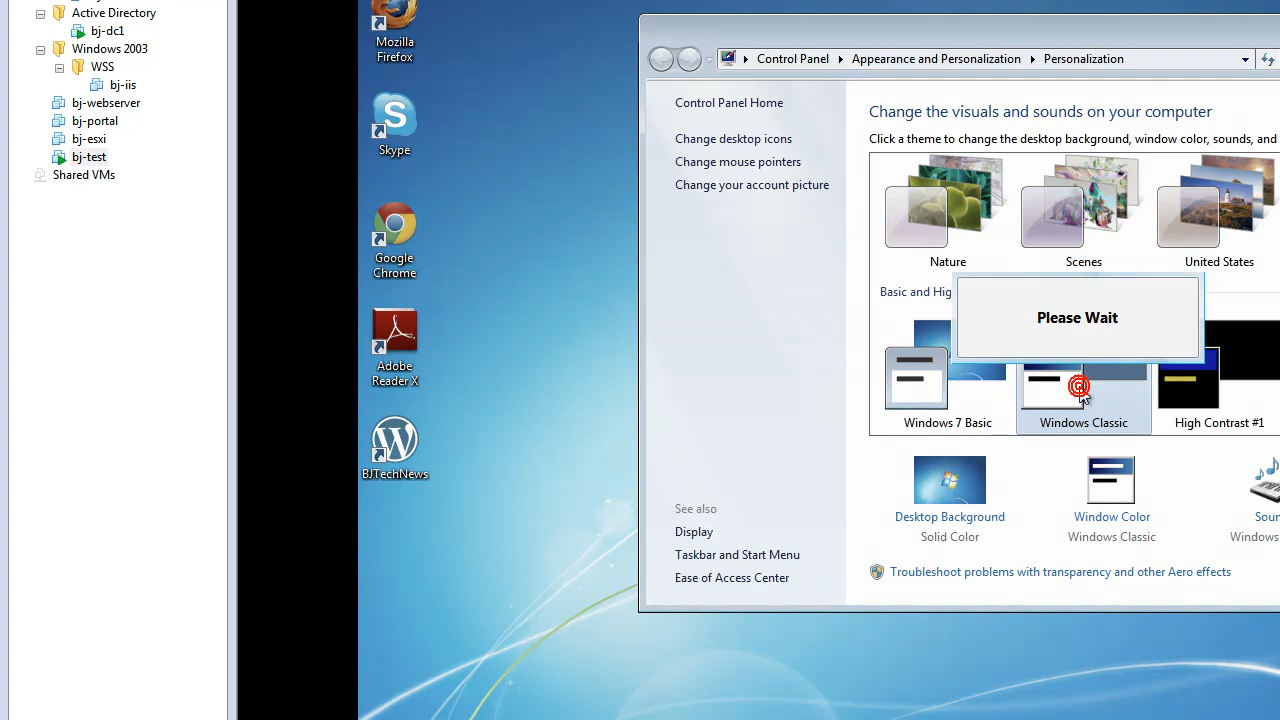 Active Directory
bj-dc1
Windows 2003
WSS
bj-iis
bj-webserver
bj-portal
bj-esxi
bj-test
Shared VMs
Mozilla
Firefox
Skype
Google
Chrome
Adobe
Reader X
BJTechNews
Control Panel
Appearance and Personalization
Personalization
Control Panel Home
Change desktop icons
Change mouse pointers
Change your account picture
See also
Display
Taskbar and Start Menu
Ease of Access Center
Change the visuals and sounds on your computer
Click a theme to change the desktop background, window color, sounds, and
Nature
Scenes
United States
Basic and Hig
Please Wait
Windows 7 Basic
Windows Classic
High Contrast #1
Desktop Background
Solid Color
Window Color
Windows Classic
Soun
Windows
Troubleshoot problems with transparency and other Aero effects